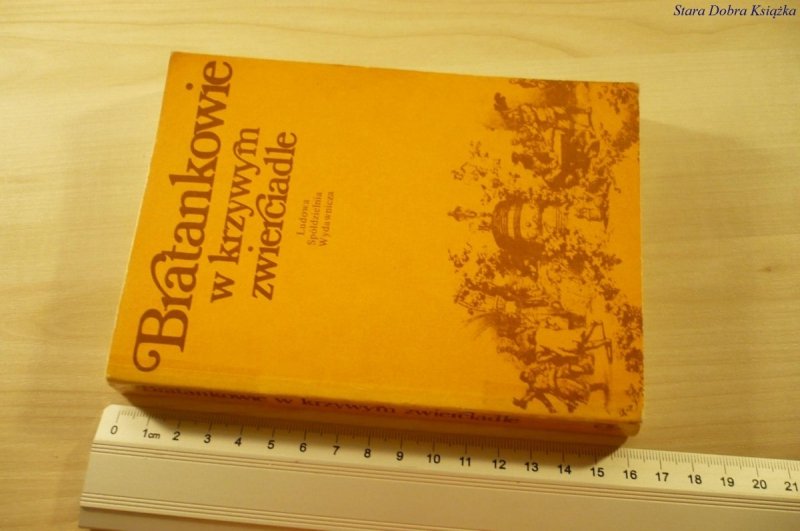 Stara Dobra Książka
Bratankowie
w krzywym
zwierciadle
Ludowa
Spółdzielnia
Wydawnicza
Bratankowie w krzywym zwierciadle
0 1cm 2 3 4 5 6 7 8 9 10 11 12 13 14 15 16 17 18 19 20 21